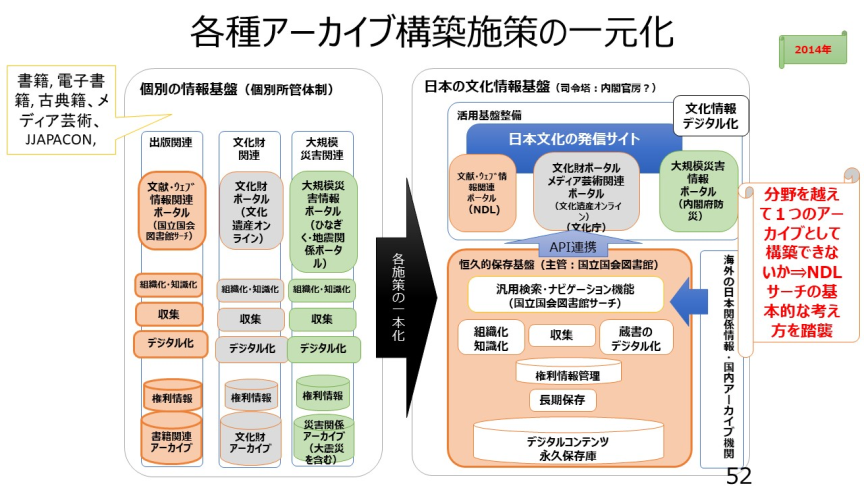 各種アーカイブ構築施策の一元化
2014年
書籍, 電子書
籍, 古典籍、メ
ディア芸術、
JJAPACON,
個別の情報基盤（個別所管体制）
出版関連
文化財
関連
大規模
災害関連
文献・ウェブ
情報関連
ポータル
（国立国会
図書館サーチ）
文化財
ポータル
（文化
遺産オン
ライン）
大規模災
害情報
ポータル
（ひなぎ
く・地震関
係ポータ
ル）
組織化・知識化
組織化・知識化
組織化・知識化
収集
収集
収集
デジタル化
デジタル化
デジタル化
権利情報
権利情報
権利情報
書籍関連
アーカイブ
文化財
アーカイブ
災害関係
アーカイブ
（大震災
を含む）
各施策の一本化
日本の文化情報基盤（司令塔：内閣官房？）
文化情報
デジタル化
活用基盤整備
日本文化の発信サイト
文献・ウェブ情
報関連
ポータル
（NDL）
文化財ポータル
メディア芸術関連
ポータル
（文化遺産オンライ
ン）
（文化庁）
大規模災害
情報
ポータル
（内閣府防
災）
API連携
恒久的保存基盤（主管：国立国会図書館）
汎用検索・ナビゲーション機能
（国立国会図書館サーチ）
組織化
知識化
収集
蔵書の
デジタル化
権利情報管理
長期保存
デジタルコンテンツ
永久保存庫
海外の日本関係情報・国内アーカイブ機関
分野を越え
て１つのアー
カイブとして
構築できな
いか⇒NDL
サーチの基
本的な考え
方を踏襲
52